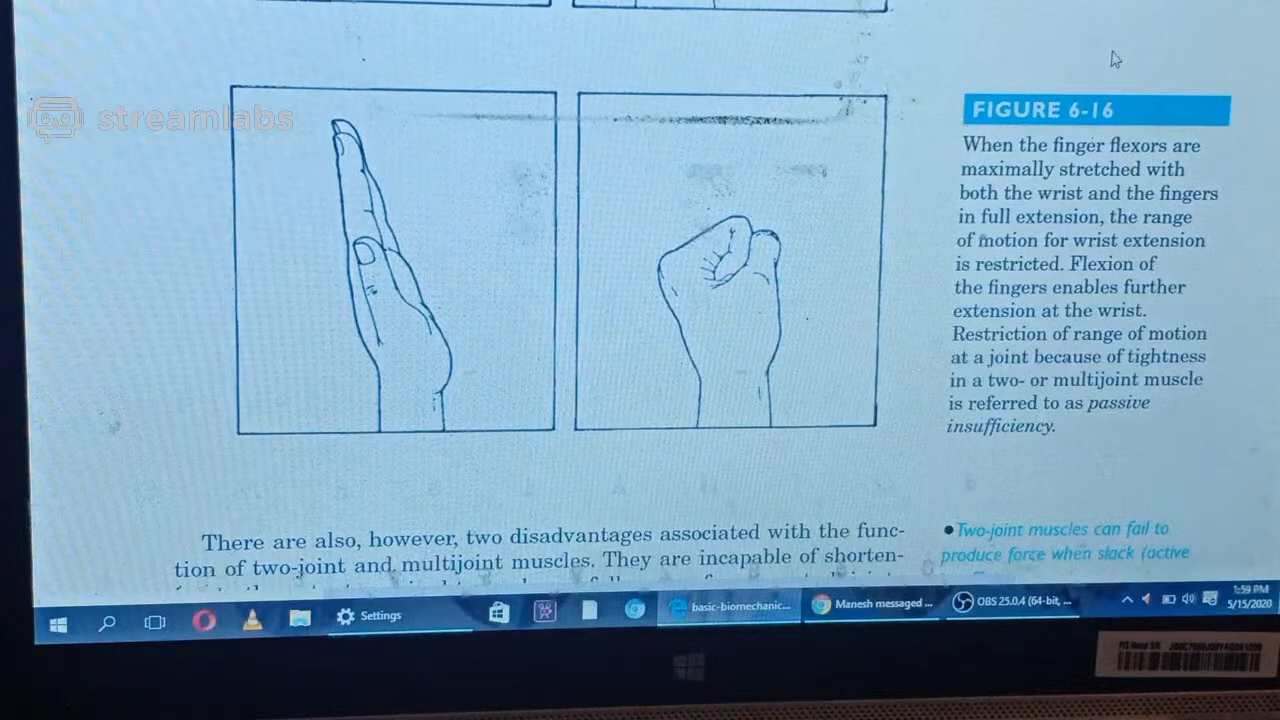 streamlabs
FIGURE 6-16
When the finger flexors are
maximally stretched with
both the wrist and the fingers
in full extension, the range
of motion for wrist extension
is restricted. Flexion of
the fingers enables further
extension at the wrist.
Restriction of range of motion
at a joint because of tightness
in a two- or multijoint muscle
is referred to as passive
insufficiency.
There are also, however, two disadvantages associated with the func-
tion of two-joint and multijoint muscles. They are incapable of shorten-
• Two-joint muscles can fail to
produce force when slack (active
Settings
basic-biomechanic...
Manesh messaged ...
OBS 25.0.4 (64-bit, ...
1:59 PM
5/15/2020